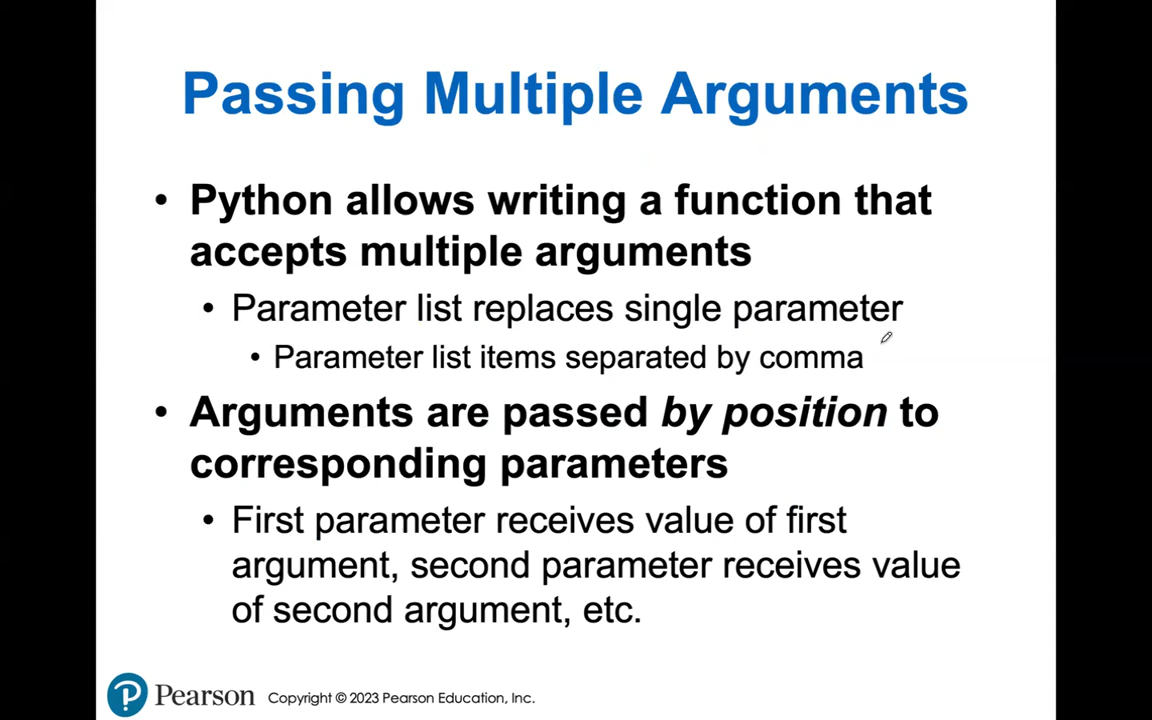 Passing Multiple Arguments
• Python allows writing a function that
accepts multiple arguments
• Parameter list replaces single parameter
• Parameter list items separated by comma
• Arguments are passed by position to
corresponding parameters
• First parameter receives value of first
argument, second parameter receives value
of second argument, etc.
Pearson Copyright © 2023 Pearson Education, Inc.